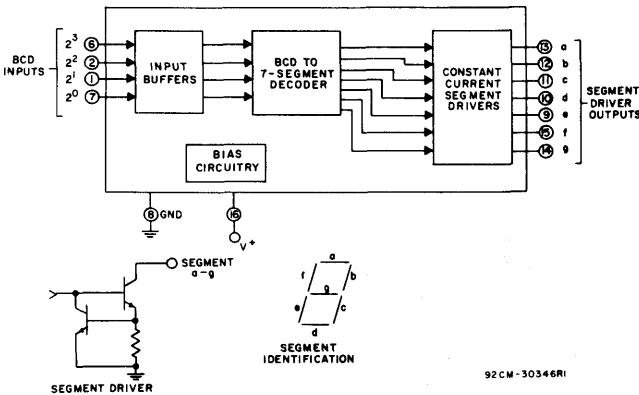 BCD INPUTS
2³ 6
2² 2
2¹ 1
2⁰ 7
INPUT BUFFERS
BCD TO 7-SEGMENT DECODER
CONSTANT CURRENT SEGMENT DRIVERS
13 a
12 b
11 c
10 d
9 e
15 f
14 g
SEGMENT DRIVER OUTPUTS
BIAS CIRCUITRY
8 GND
16
V+
SEGMENT a-g
SEGMENT DRIVER
a
f
b
g
e
c
d
SEGMENT IDENTIFICATION
92CM-30346R1